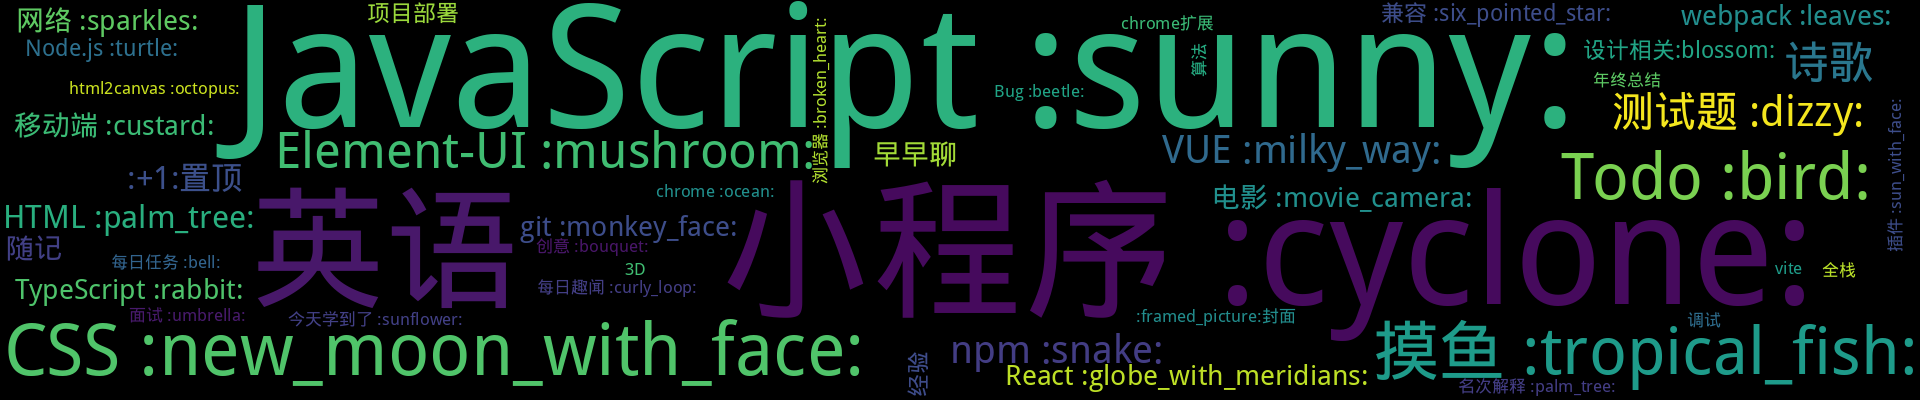 网络 :sparkles:
项目部署
JavaScript :sunny:
chrome扩展
兼容 :six_pointed_star:
webpack :leaves:
Node.js :turtle:
设计相关:blossom:
诗歌
算法
年终总结
html2canvas :octopus:
Bug :beetle:
测试题 :dizzy:
移动端 :custard:
浏览器 :broken_heart:
Element-UI :mushroom:
早早聊
VUE :milky_way:
Todo :bird:
插件 :sun_with_face:
:+1:置顶
chrome :ocean:
电影 :movie_camera:
HTML :palm_tree:
英语
git :monkey_face:
小程序 :cyclone:
随记
创意 :bouquet:
每日任务 :bell:
3D
vite
全栈
TypeScript :rabbit:
每日趣闻 :curly_loop:
面试 :umbrella:
今天学到了 :sunflower:
:framed_picture:封面
调试
CSS :new_moon_with_face:
npm :snake:
摸鱼 :tropical_fish:
经验
React :globe_with_meridians:
名次解释 :palm_tree: